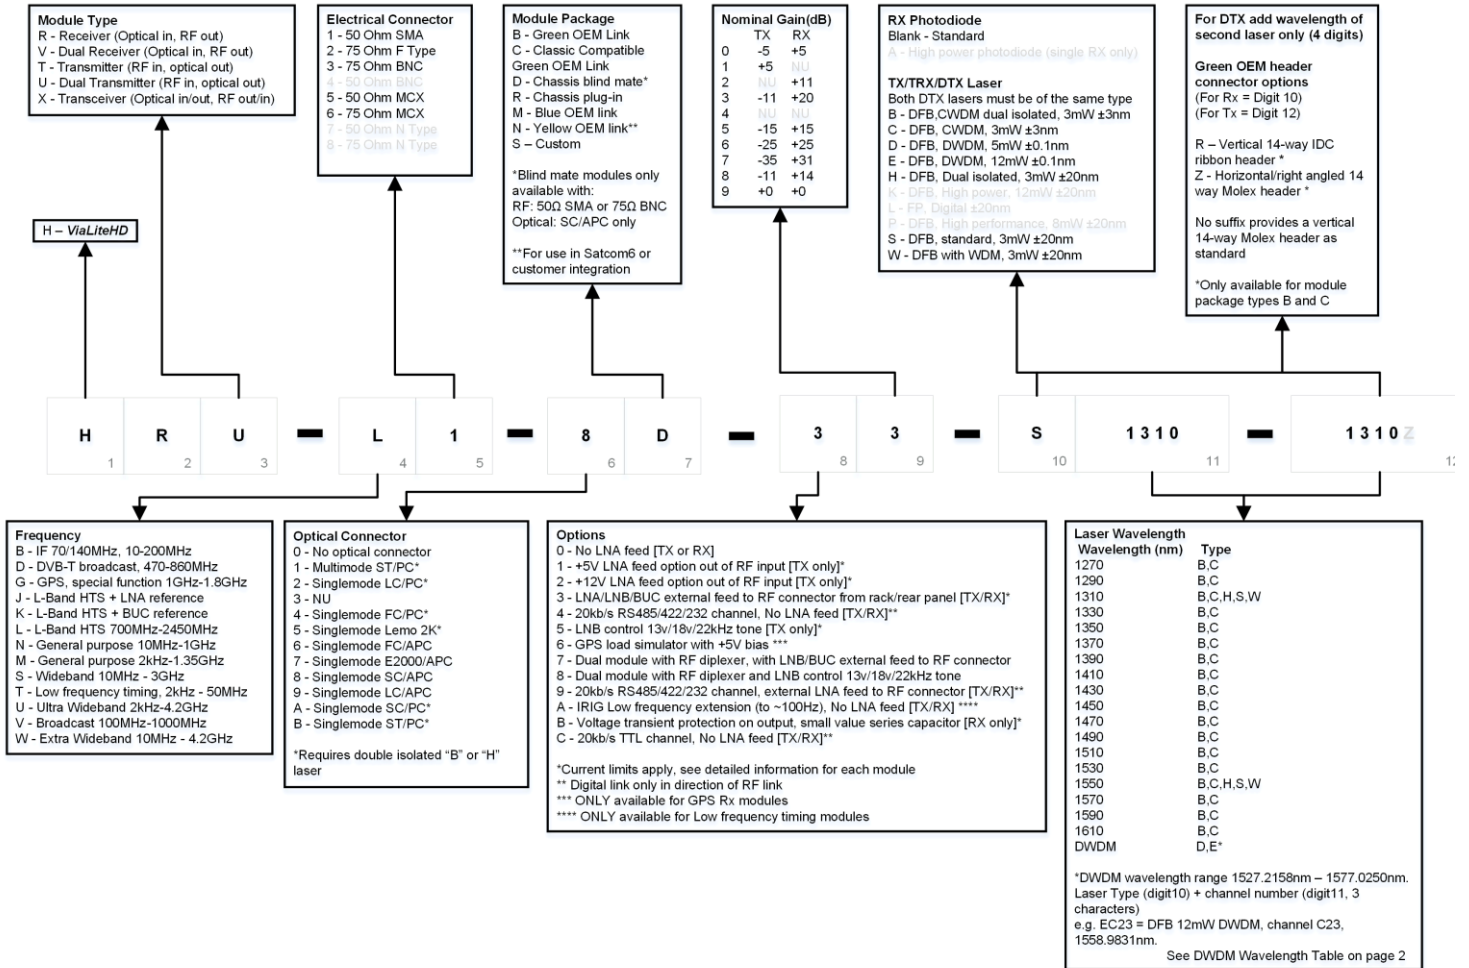 Module Type
R - Receiver (Optical in, RF out)
V - Dual Receiver (Optical in, RF out)
T - Transmitter (RF in, optical out)
U - Dual Transmitter (RF in, optical out)
X - Transceiver (Optical in/out, RF out/in)
Electrical Connector
1 - 50 Ohm SMA
2 - 75 Ohm F Type
3 - 75 Ohm BNC
4 - 50 Ohm BNC
5 - 50 Ohm MCX
6 - 75 Ohm MCX
7 - 50 Ohm N Type
8 - 75 Ohm N Type
Module Package
B - Green OEM Link
C - Classic Compatible
Green OEM Link
D - Chassis blind mate*
R - Chassis plug-in
M - Blue OEM link
N - Yellow OEM link**
S – Custom
*Blind mate modules only
available with:
RF: 50Ω SMA or 75Ω BNC
Optical: SC/APC only
**For use in Satcom6 or
customer integration
Nominal Gain(dB)
TX RX
0 -5 +5
1 +5 NU
2 NU +11
3 -11 +20
4 NU NU
5 -15 +15
6 -25 +25
7 -35 +31
8 -11 +14
9 +0 +0
RX Photodiode
Blank - Standard
A - High power photodiode (single RX only)
TX/TRX/DTX Laser
Both DTX lasers must be of the same type
B - DFB,CWDM dual isolated, 3mW ±3nm
C - DFB, CWDM, 3mW ±3nm
D - DFB, DWDM, 5mW ±0.1nm
E - DFB, DWDM, 12mW ±0.1nm
H - DFB, Dual isolated, 3mW ±20nm
K - DFB, High power, 12mW ±20nm
L - FP, Digital ±20nm
P - DFB, High performance, 8mW ±20nm
S - DFB, standard, 3mW ±20nm
W - DFB with WDM, 3mW ±20nm
For DTX add wavelength of
second laser only (4 digits)
Green OEM header
connector options
(For Rx = Digit 10)
(For Tx = Digit 12)
R – Vertical 14-way IDC
ribbon header *
Z - Horizontal/right angled 14
way Molex header *
No suffix provides a vertical
14-way Molex header as
standard
*Only available for module
package types B and C
H – ViaLiteHD
H R U – L 1 – 8 D – 3 3 – S 1310 – 1310Z
1 2 3 4 5 6 7 8 9 10 11 12
Frequency
B - IF 70/140MHz, 10-200MHz
D - DVB-T broadcast, 470-860MHz
G - GPS, special function 1GHz-1.8GHz
J - L-Band HTS + LNA reference
K - L-Band HTS + BUC reference
L - L-Band HTS 700MHz-2450MHz
N - General purpose 10MHz-1GHz
M - General purpose 2kHz-1.35GHz
S - Wideband 10MHz - 3GHz
T - Low frequency timing, 2kHz - 50MHz
U - Ultra Wideband 2kHz-4.2GHz
V - Broadcast 100MHz-1000MHz
W - Extra Wideband 10MHz - 4.2GHz
Optical Connector
0 - No optical connector
1 - Multimode ST/PC*
2 - Singlemode LC/PC*
3 - NU
4 - Singlemode FC/PC*
5 - Singlemode Lemo 2K*
6 - Singlemode FC/APC
7 - Singlemode E2000/APC
8 - Singlemode SC/APC
9 - Singlemode LC/APC
A - Singlemode SC/PC*
B - Singlemode ST/PC*
*Requires double isolated “B” or “H”
laser
Options
0 - No LNA feed [TX or RX]
1 - +5V LNA feed option out of RF input [TX only]*
2 - +12V LNA feed option out of RF input [TX only]*
3 - LNA/LNB/BUC external feed to RF connector from rack/rear panel [TX/RX]*
4 - 20kb/s RS485/422/232 channel, No LNA feed [TX/RX]**
5 - LNB control 13v/18v/22kHz tone [TX only]*
6 - GPS load simulator with +5V bias ***
7 - Dual module with RF diplexer, with LNB/BUC external feed to RF connector
8 - Dual module with RF diplexer and LNB control 13v/18v/22kHz tone
9 - 20kb/s RS485/422/232 channel, external LNA feed to RF connector [TX/RX]**
A - IRIG Low frequency extension (to ~100Hz), No LNA feed [TX/RX] ****
B - Voltage transient protection on output, small value series capacitor [RX only]*
C - 20kb/s TTL channel, No LNA feed [TX/RX]**
*Current limits apply, see detailed information for each module
** Digital link only in direction of RF link
*** ONLY available for GPS Rx modules
**** ONLY available for Low frequency timing modules
Laser Wavelength
Wavelength (nm) Type
1270 B,C
1290 B,C
1310 B,C,H,S,W
1330 B,C
1350 B,C
1370 B,C
1390 B,C
1410 B,C
1430 B,C
1450 B,C
1470 B,C
1490 B,C
1510 B,C
1530 B,C
1550 B,C,H,S,W
1570 B,C
1590 B,C
1610 B,C
DWDM D,E*
*DWDM wavelength range 1527.2158nm – 1577.0250nm.
Laser Type (digit10) + channel number (digit11, 3
characters)
e.g. EC23 = DFB 12mW DWDM, channel C23,
1558.9831nm.
See DWDM Wavelength Table on page 2